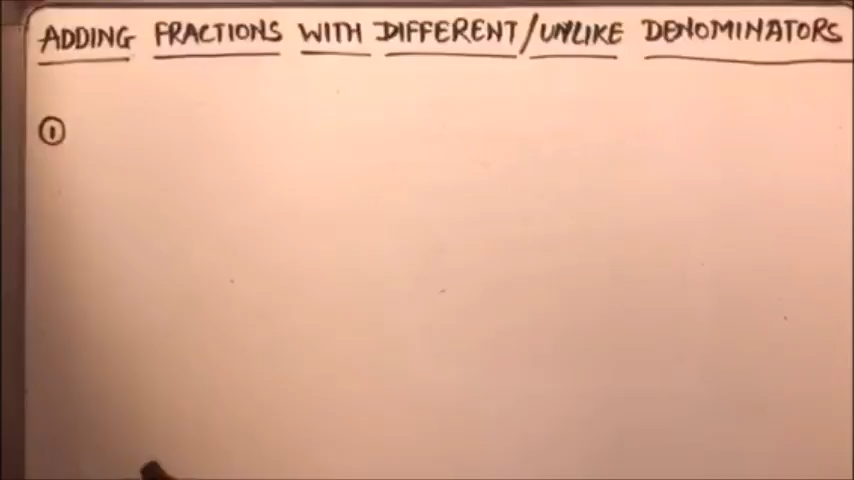 ADDING FRACTIONS WITH DIFFERENT/UNLIKE DENOMINATORS
①